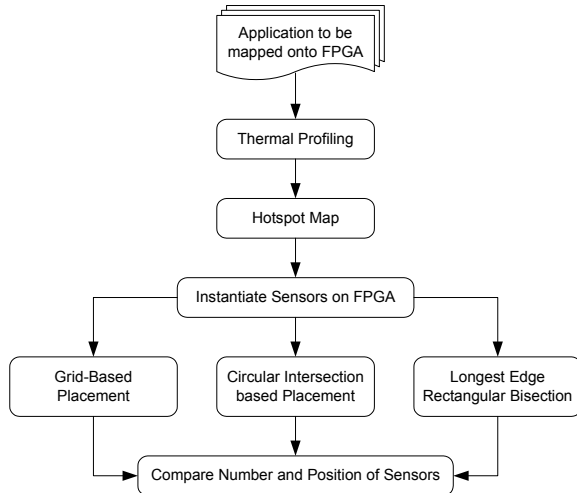 Application to be
mapped onto FPGA
Thermal Profiling
Hotspot Map
Instantiate Sensors on FPGA
Grid-Based
Placement
Circular Intersection
based Placement
Longest Edge
Rectangular Bisection
Compare Number and Position of Sensors